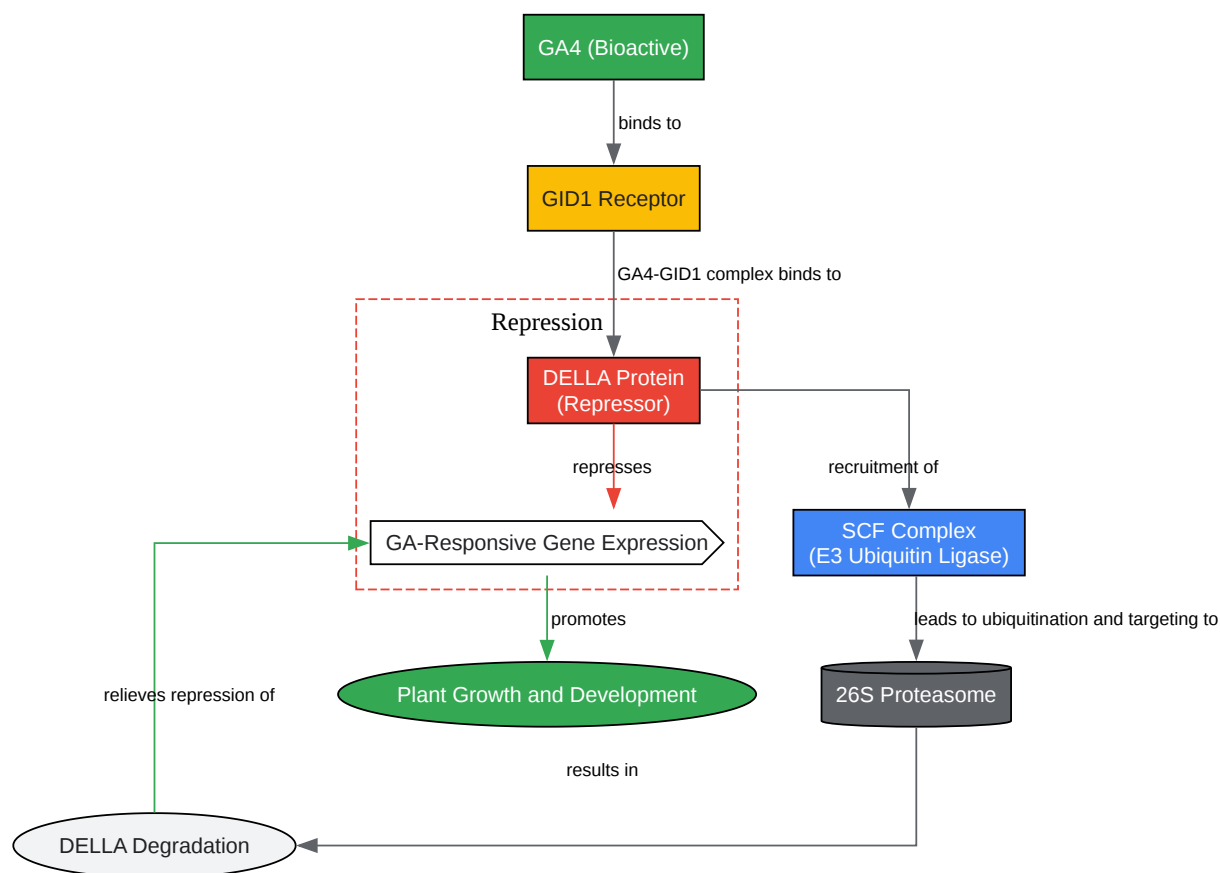 GA4 (Bioactive)
binds to
GID1 Receptor
GA4-GID1 complex binds to
Repression
DELLA Protein
(Repressor)
represses
recruitment of
GA-Responsive Gene Expression
SCF Complex
(E3 Ubiquitin Ligase)
promotes
leads to ubiquitination and targeting to
relieves repression of
Plant Growth and Development
26S Proteasome
results in
DELLA Degradation